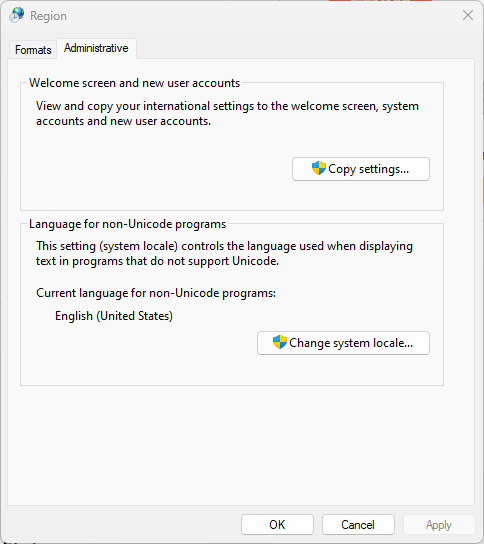 Region
Formats
Administrative
Welcome screen and new user accounts
View and copy your international settings to the welcome screen, system
accounts and new user accounts.
Copy settings...
Language for non-Unicode programs
This setting (system locale) controls the language used when displaying
text in programs that do not support Unicode.
Current language for non-Unicode programs:
English (United States)
Change system locale...
OK
Cancel
Apply